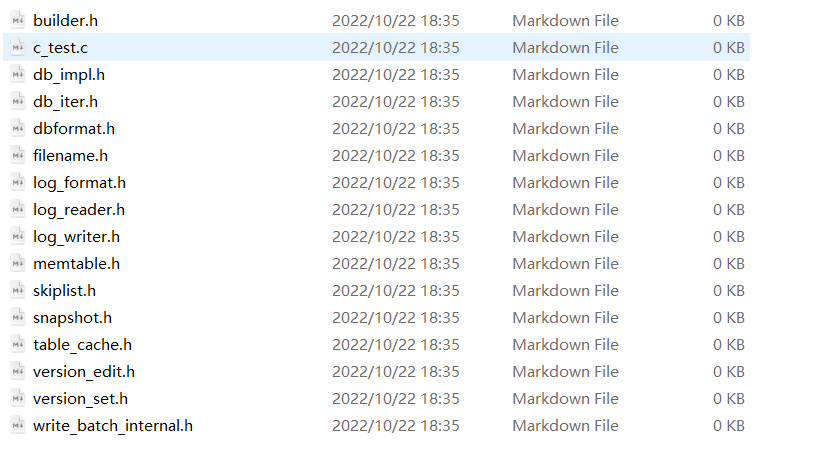 builder.h 2022/10/22 18:35 Markdown File 0 KB
c_test.c 2022/10/22 18:35 Markdown File 0 KB
db_impl.h 2022/10/22 18:35 Markdown File 0 KB
db_iter.h 2022/10/22 18:35 Markdown File 0 KB
dbformat.h 2022/10/22 18:35 Markdown File 0 KB
filename.h 2022/10/22 18:35 Markdown File 0 KB
log_format.h 2022/10/22 18:35 Markdown File 0 KB
log_reader.h 2022/10/22 18:35 Markdown File 0 KB
log_writer.h 2022/10/22 18:35 Markdown File 0 KB
memtable.h 2022/10/22 18:35 Markdown File 0 KB
skiplist.h 2022/10/22 18:35 Markdown File 0 KB
snapshot.h 2022/10/22 18:35 Markdown File 0 KB
table_cache.h 2022/10/22 18:35 Markdown File 0 KB
version_edit.h 2022/10/22 18:35 Markdown File 0 KB
version_set.h 2022/10/22 18:35 Markdown File 0 KB
write_batch_internal.h 2022/10/22 18:35 Markdown File 0 KB